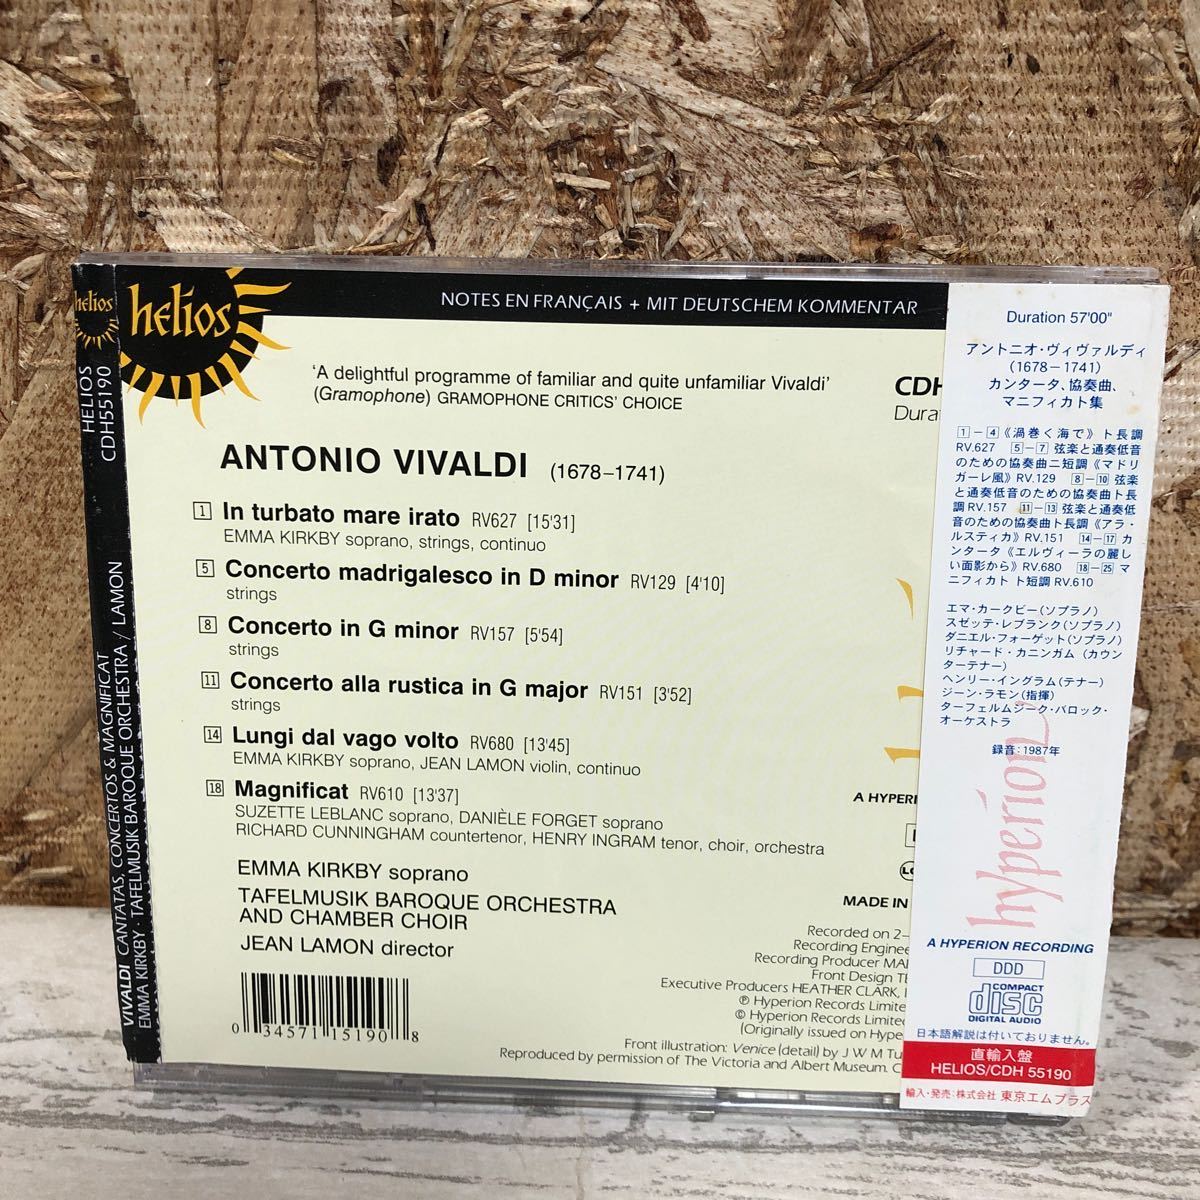 helios
HELIOS
CDH55190
VIVALDI CANTATAS, CONCERTOS & MAGNIFICAT
EMMA KIRKBY · TAFELMUSIK BAROQUE ORCHESTRA / LAMON
helios
NOTES EN FRANÇAIS + MIT DEUTSCHEM KOMMENTAR
'A delightful programme of familiar and quite unfamiliar Vivaldi'
(Gramophone) GRAMOPHONE CRITICS' CHOICE
CDH
ANTONIO VIVALDI (1678–1741)
1 In turbato mare irato RV627 [15'31]
EMMA KIRKBY soprano, strings, continuo
5 Concerto madrigalesco in D minor RV129 [4'10]
strings
8 Concerto in G minor RV157 [5'54]
strings
11 Concerto alla rustica in G major RV151 [3'52]
strings
14 Lungi dal vago volto RV680 [13'45]
EMMA KIRKBY soprano, JEAN LAMON violin, continuo
18 Magnificat RV610 [13'37]
SUZETTE LEBLANC soprano, DANIÈLE FORGET soprano
RICHARD CUNNINGHAM countertenor, HENRY INGRAM tenor, choir, orchestra
EMMA KIRKBY soprano
TAFELMUSIK BAROQUE ORCHESTRA
AND CHAMBER CHOIR
JEAN LAMON director
0 34571 15190 8
A HYPERI
MADE IN
Recorded on 2–
Recording Engineer
Recording Producer
Front Design
Executive Producers HEATHER CLARK,
℗ Hyperion Records Limite
© Hyperion Records Limite
(Originally issued on Hyper
Front illustration: Venice (detail) by J W M Tu
Reproduced by permission of The Victoria and Albert Museum.
Duration 57'00"
アントニオ・ヴィヴァルディ
(1678−1741)
カンタータ、協奏曲、
マニフィカト集
1−4《渦巻く海で》ト長調
RV.627 5−7 弦楽と通奏低音
のための協奏曲ニ短調《マドリ
ガーレ風》RV.129 8−10 弦楽
と通奏低音のための協奏曲ト長
調RV.157 11−13 弦楽と通奏低
音のための協奏曲ト長調《アラ・
ルスティカ》RV.151 14−17 カ
ンタータ《エルヴィーラの麗し
い面影から》RV.680 18−25 マ
ニフィカト ト短調 RV.610
エマ・カークビー(ソプラノ)
スゼッテ・レブランク(ソプラノ)
ダニエル・フォーゲット(ソプラノ)
リチャード・カニンガム (カウン
ターテナー)
ヘンリー・イングラム(テナー)
ジーン・ラモン(指揮)
ターフェルムジーク・バロック・
オーケストラ
録音：1987年
hyperion
A HYPERION RECORDING
DDD
COMPACT
disc
DIGITAL AUDIO
日本語解説は付いておりません。
直輸入盤
HELIOS/CDH 55190
輸入・発売：株式会社 東京エムプラス